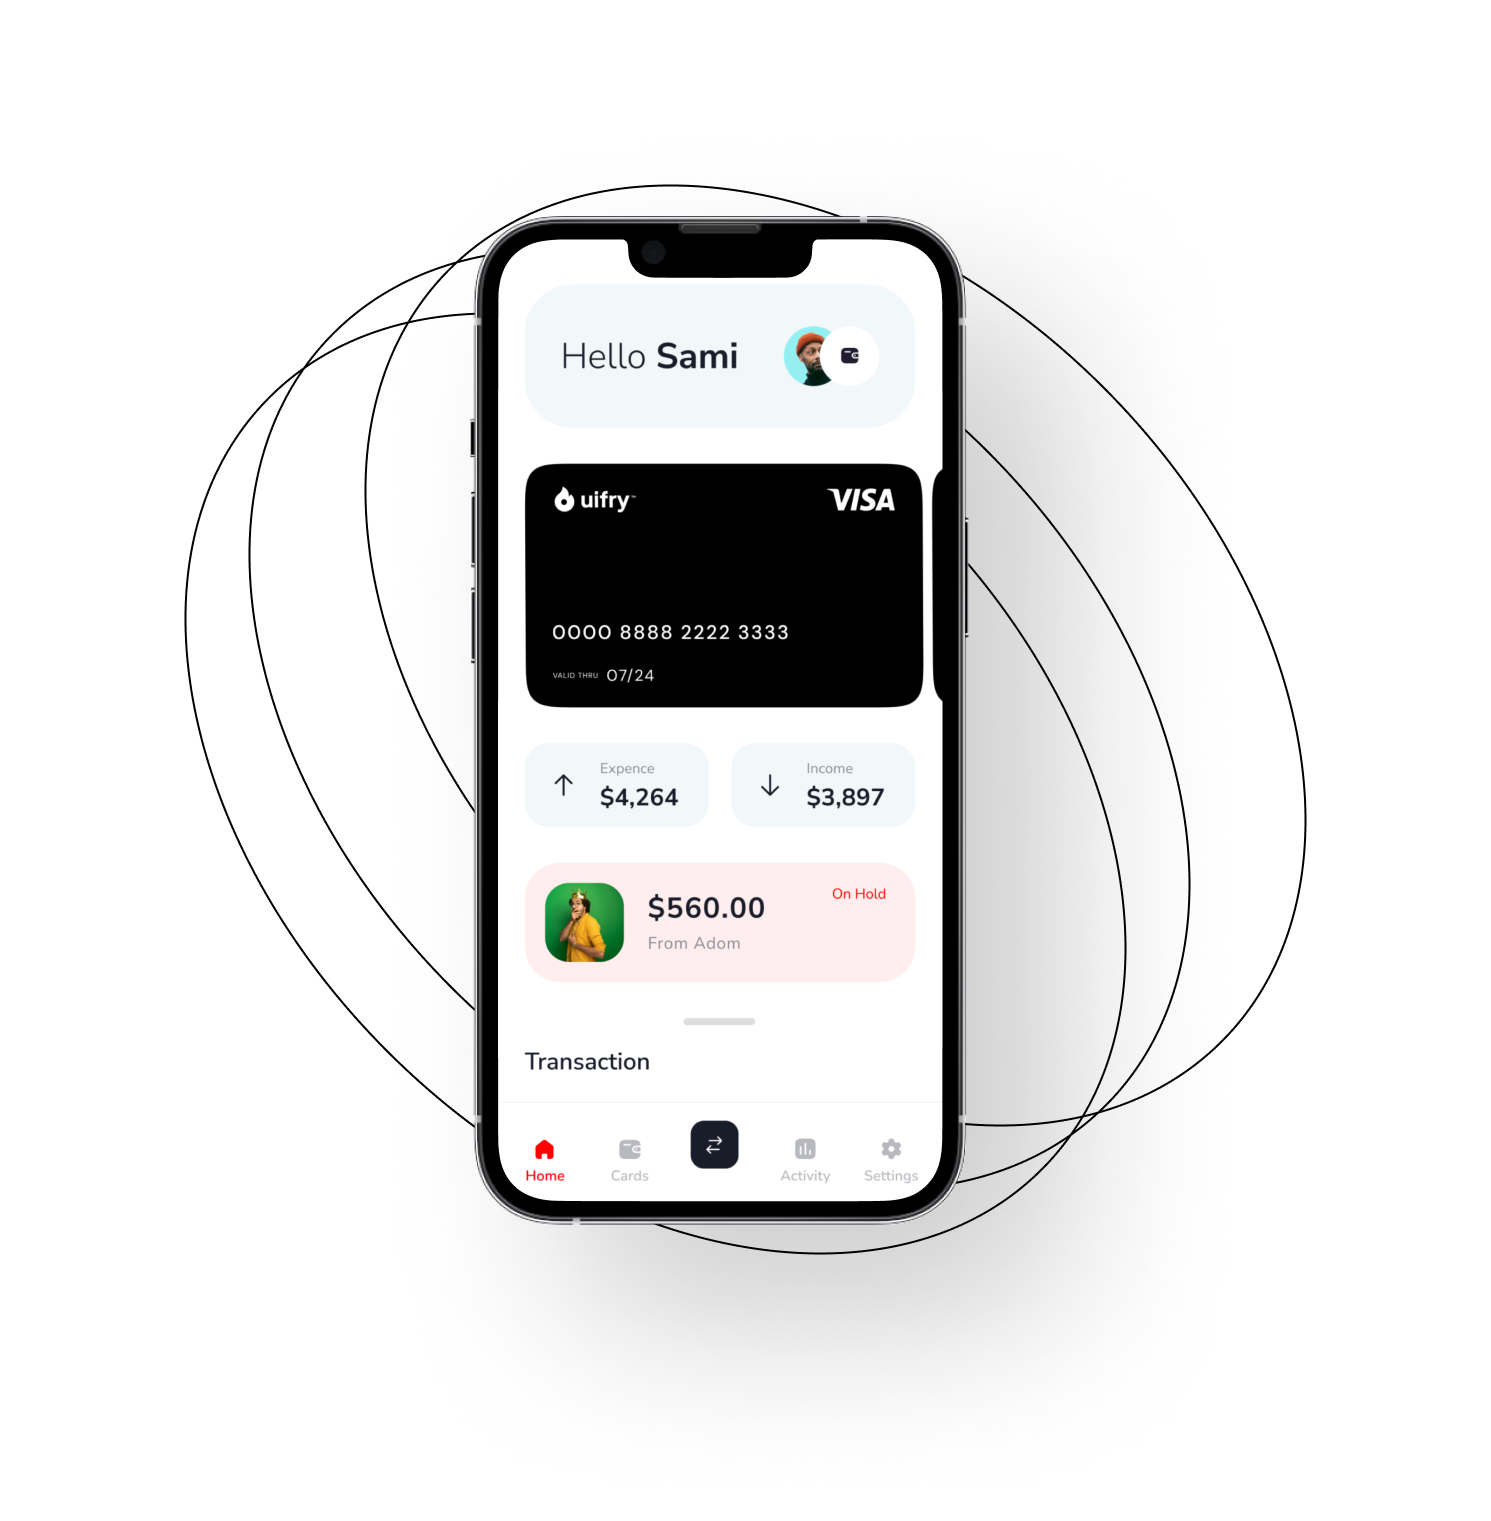 Hello Sami
uifry™
VISA
0000 8888 2222 3333
VALID THRU 07/24
Expence
$4,264
Income
$3,897
On Hold
$560.00
From Adom
Transaction
Home
Cards
Activity
Settings